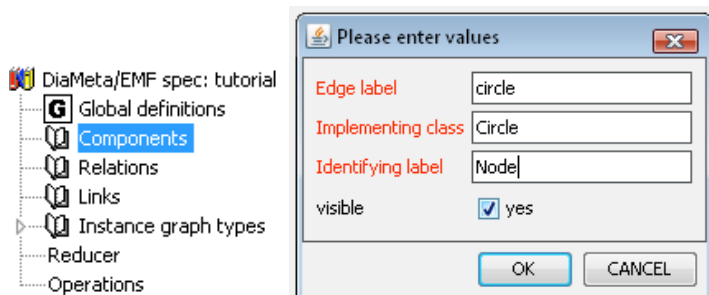 DiaMeta/EMF spec: tutorial
G Global definitions
Components
Relations
Links
Instance graph types
Reducer
Operations
Please enter values
Edge label circle
Implementing class Circle
Identifying label Node
visible yes
OK CANCEL